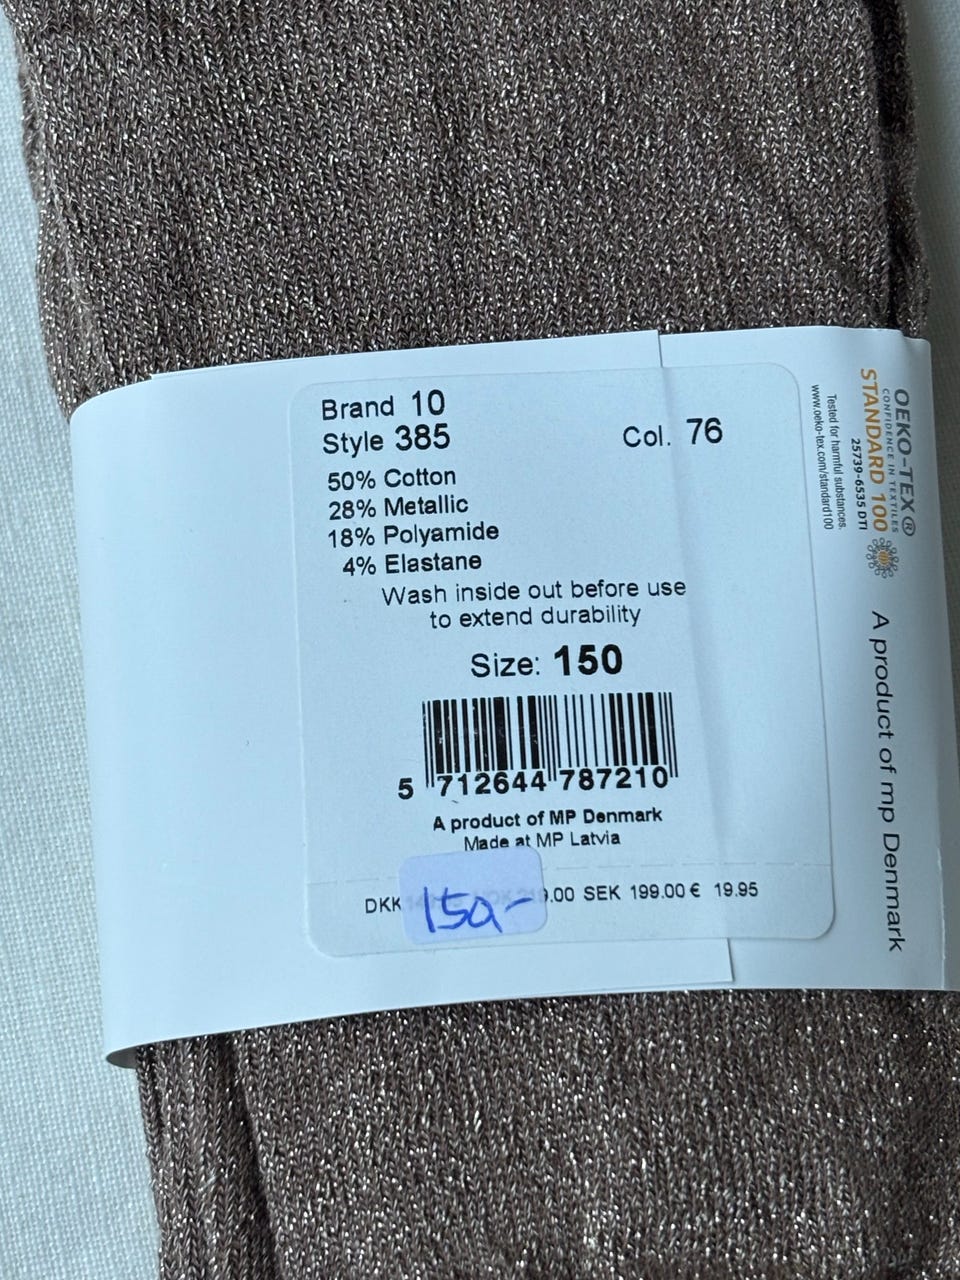 Brand 10
Style 385
Col. 76
50% Cotton
28% Metallic
18% Polyamide
4% Elastane
Wash inside out before use
to extend durability
Size: 150
5 712644 787210
A product of MP Denmark
Made at MP Latvia
DKK .00 SEK 199.00 € 19.95
150,-
OEKO-TEX®
CONFIDENCE IN TEXTILES
STANDARD 100
25739-6535 DTI
Tested for harmful substances.
www.oeko-tex.com/standard100
A product of mp Denmark